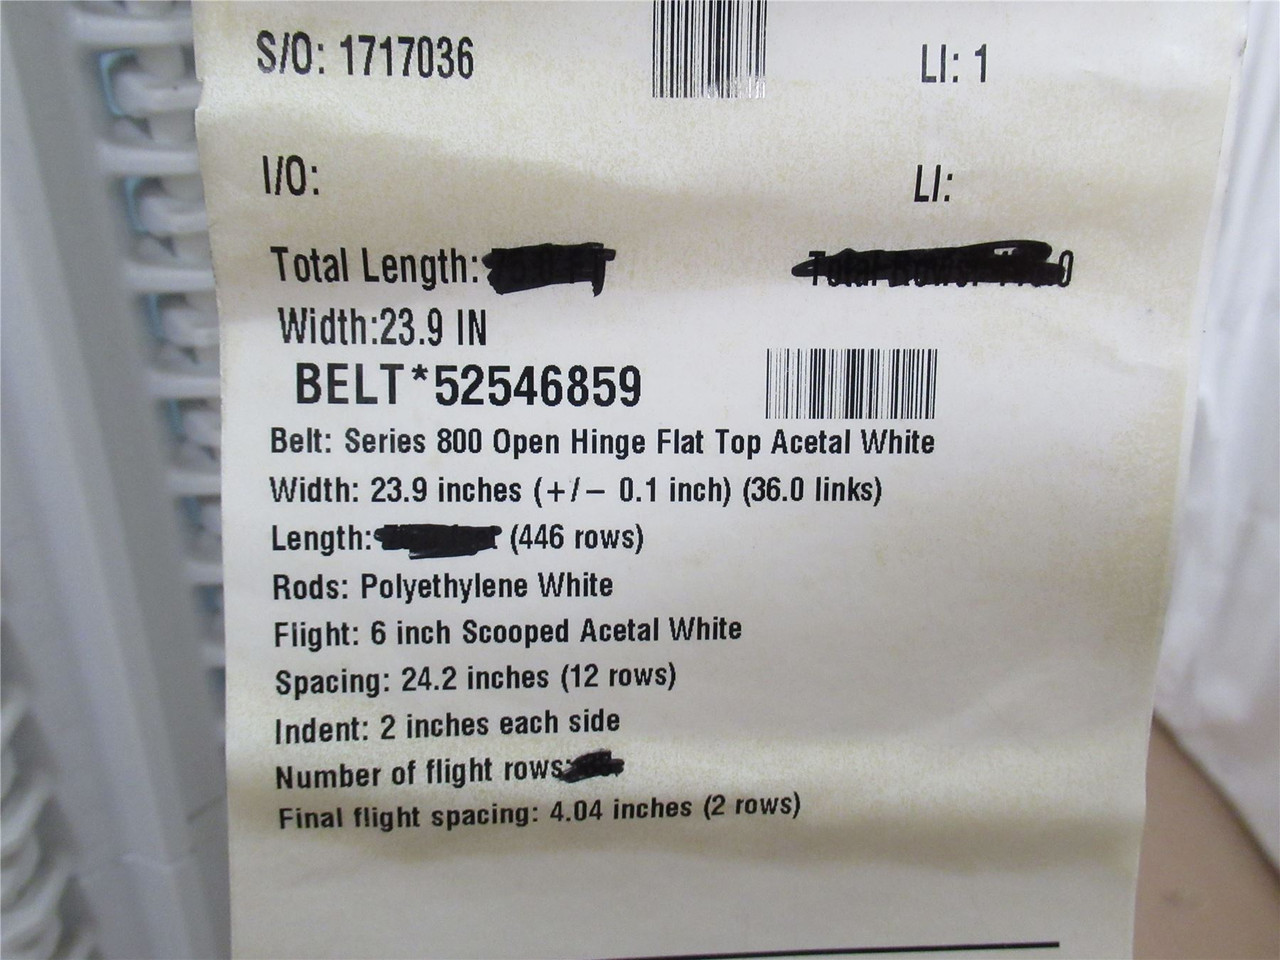 S/O: 1717036 LI: 1
I/O: LI:
Total Length:
Width:23.9 IN
BELT*52546859
Belt: Series 800 Open Hinge Flat Top Acetal White
Width: 23.9 inches (+/– 0.1 inch) (36.0 links)
Length: (446 rows)
Rods: Polyethylene White
Flight: 6 inch Scooped Acetal White
Spacing: 24.2 inches (12 rows)
Indent: 2 inches each side
Number of flight rows:
Final flight spacing: 4.04 inches (2 rows)